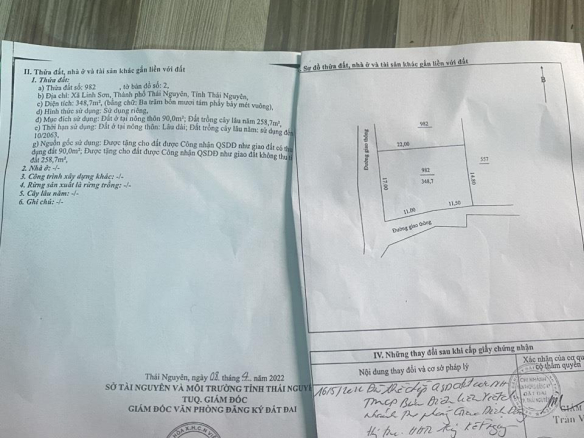 II. Thửa đất, nhà ở và tài sản khác gắn liền với đất
1. Thửa đất:
a) Thửa đất số: 982 , tờ bản đồ số: 2,
b) Địa chỉ: Xã Linh Sơn, Thành phố Thái Nguyên, Tỉnh Thái Nguyên,
c) Diện tích: 348,7m², (bằng chữ: Ba trăm bốn mươi tám phẩy bảy mét vuông),
d) Hình thức sử dụng: Sử dụng riêng,
đ) Mục đích sử dụng: Đất ở tại nông thôn 90,0m²; Đất trồng cây lâu năm 258,7m²,
e) Thời hạn sử dụng: Đất ở tại nông thôn: Lâu dài; Đất trồng cây lâu năm: sử dụng đến
10/2063,
g) Nguồn gốc sử dụng: Được tặng cho đất được Công nhận QSDĐ như giao đất có thu
dụng đất 90,0m²; Được tặng cho đất được Công nhận QSDĐ như giao đất không thu
đất 258,7m²,
2. Nhà ở: -/-
3. Công trình xây dựng khác: -/-
4. Rừng sản xuất là rừng trồng: -/-
5. Cây lâu năm: -/-
6. Ghi chú: -/-
Thái Nguyên, ngày 08 tháng 4 năm 2022
SỞ TÀI NGUYÊN VÀ MÔI TRƯỜNG TỈNH THÁI NGUY
TUQ. GIÁM ĐỐC
GIÁM ĐỐC VĂN PHÒNG ĐĂNG KÝ ĐẤT ĐAI
Sơ đồ thửa đất, nhà ở và tài sản khác gắn liền với đất
B
982
Đường giao thông
22,00
557
982
348,7
17,00
14,80
11,00
11,50
Đường giao thông
IV. Những thay đổi sau khi cấp giấy chứng nhận
Nội dung thay đổi và cơ sở pháp lý
Xác nhận của cơ qu
có thẩm quyền
GIÁM
Trần V